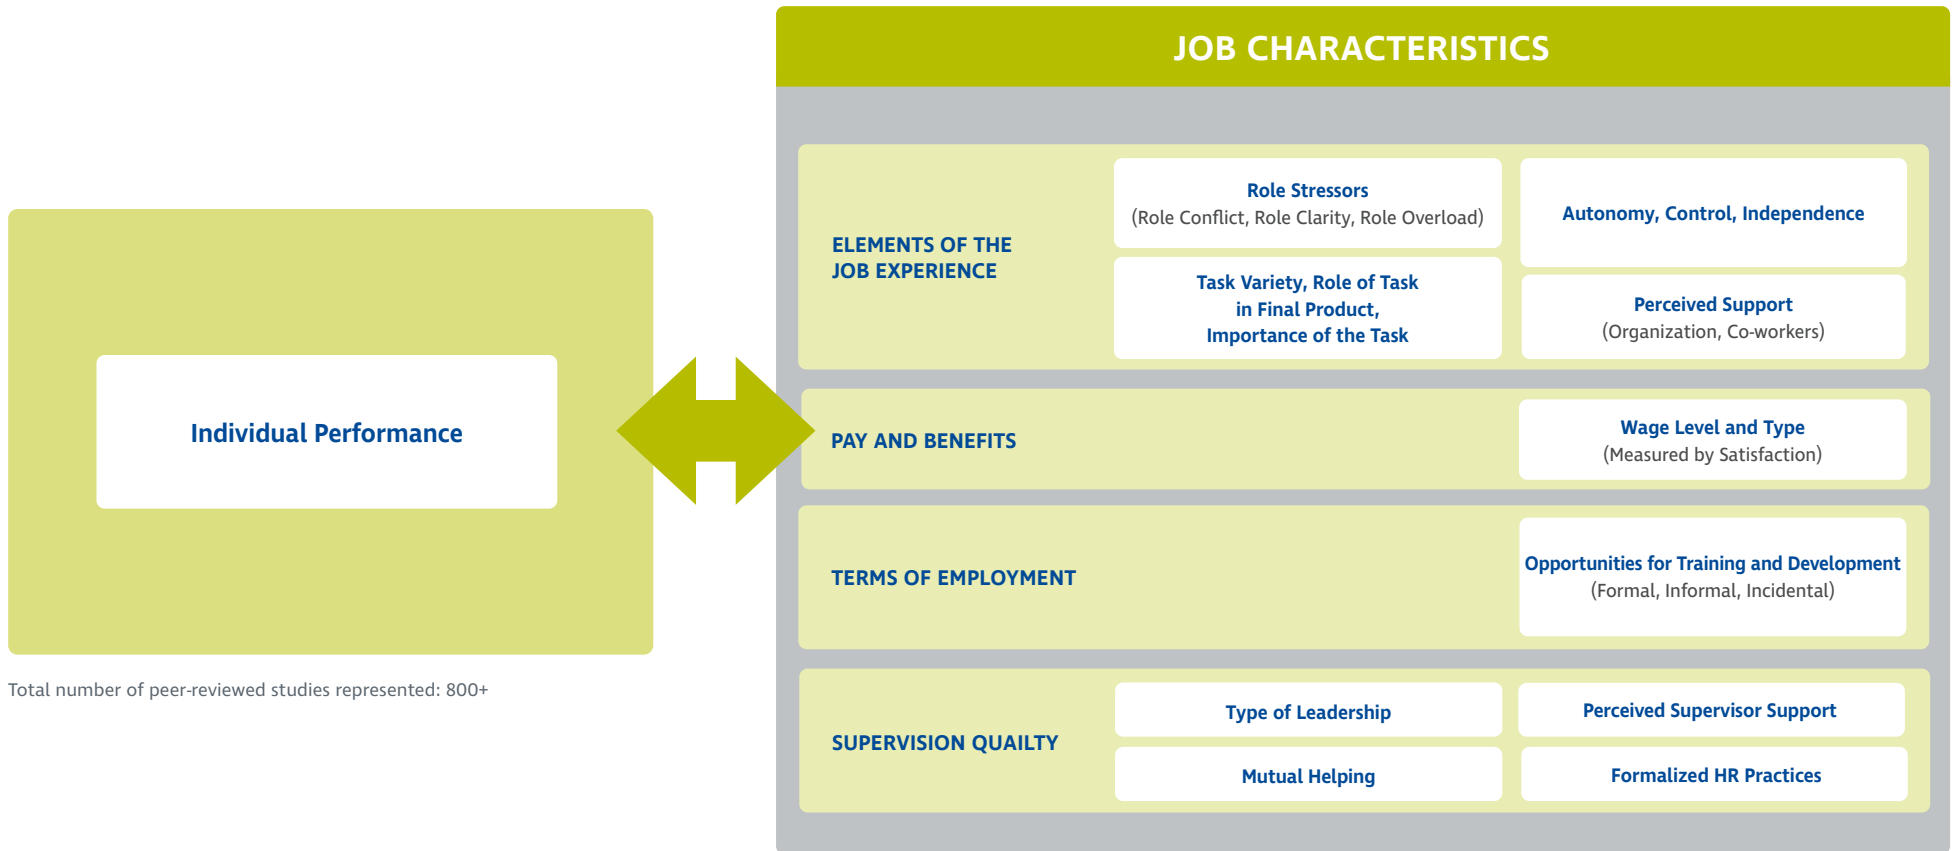 JOB CHARACTERISTICS
ELEMENTS OF THE
JOB EXPERIENCE
Role Stressors
(Role Conflict, Role Clarity, Role Overload)
Autonomy, Control, Independence
Task Variety, Role of Task
in Final Product,
Importance of the Task
Perceived Support
(Organization, Co-workers)
Individual Performance
PAY AND BENEFITS
Wage Level and Type
(Measured by Satisfaction)
TERMS OF EMPLOYMENT
Opportunities for Training and Development
(Formal, Informal, Incidental)
Total number of peer-reviewed studies represented: 800+
SUPERVISION QUAILTY
Type of Leadership
Perceived Supervisor Support
Mutual Helping
Formalized HR Practices